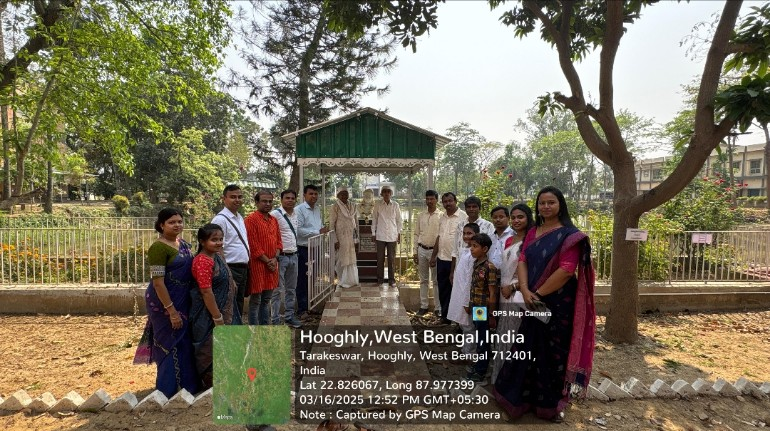 GPS Map Camera
Hooghly,West Bengal,India
Tarakeswar, Hooghly, West Bengal 712401,
India
Lat 22.826067, Long 87.977399
03/16/2025 12:52 PM GMT+05:30
Note : Captured by GPS Map Camera